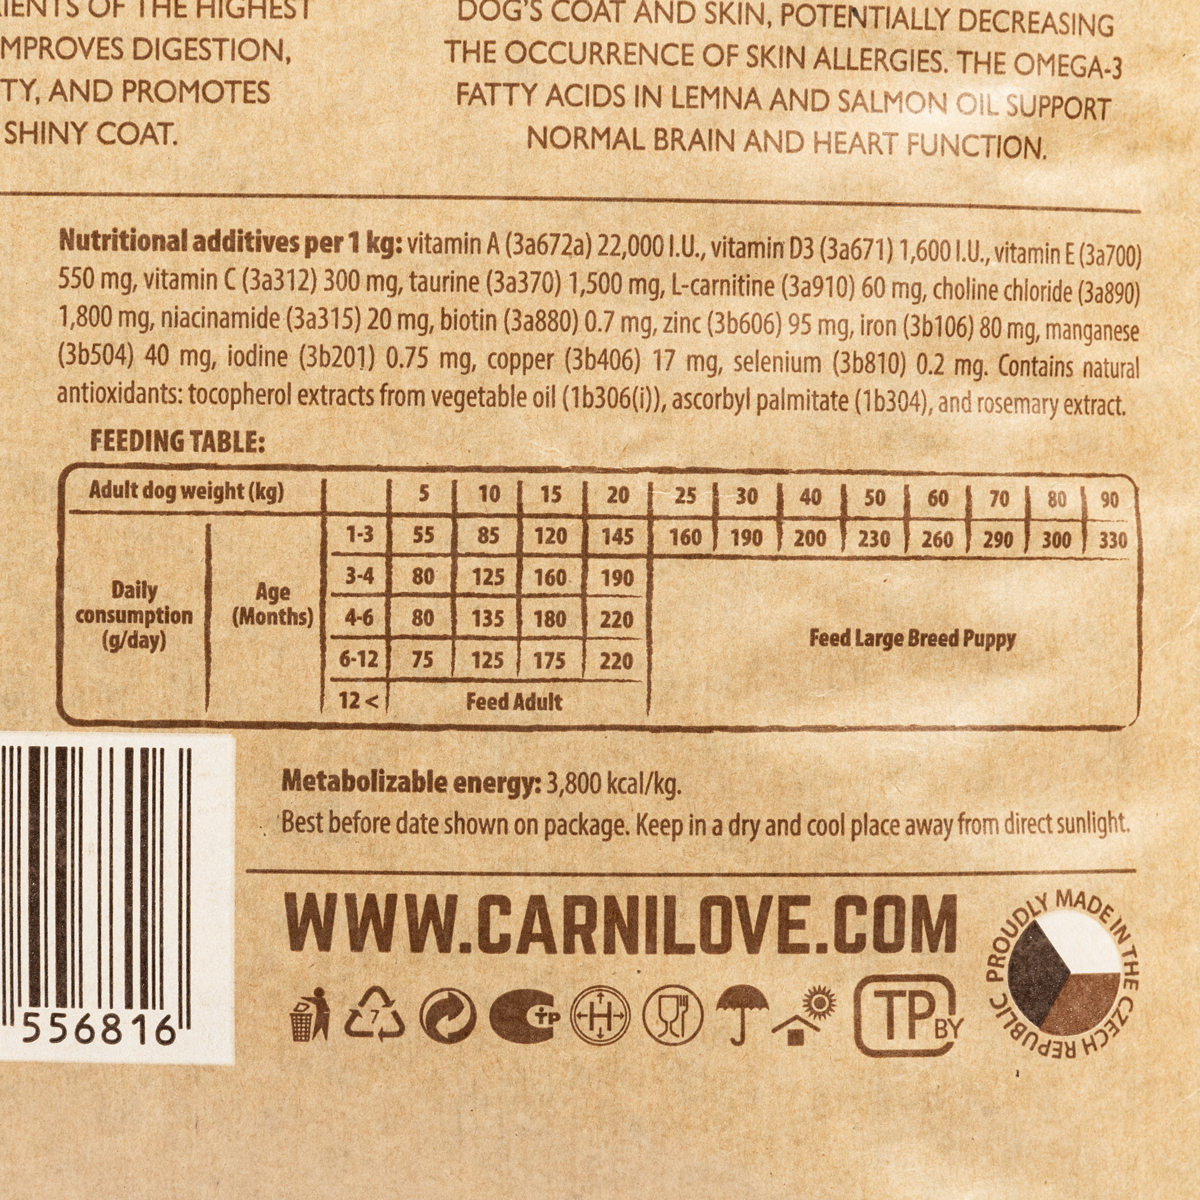 OF THE HIGHEST
IMPROVES DIGESTION,
AND PROMOTES
SHINY COAT.
DOG'S COAT AND SKIN, POTENTIALLY DECREASING
THE OCCURRENCE OF SKIN ALLERGIES. THE OMEGA-3
FATTY ACIDS IN LEMNA AND SALMON OIL SUPPORT
NORMAL BRAIN AND HEART FUNCTION.
Nutritional additives per 1 kg: vitamin A (3a672a) 22,000 I.U., vitamin D3 (3a671) 1,600 I.U., vitamin E (3a700)
550 mg, vitamin C (3a312) 300 mg, taurine (3a370) 1,500 mg, L-carnitine (3a910) 60 mg, choline chloride (3a890)
1,800 mg, niacinamide (3a315) 20 mg, biotin (3a880) 0.7 mg, zinc (3b606) 95 mg, iron (3b106) 80 mg, manganese
(3b504) 40 mg, iodine (3b201) 0.75 mg, copper (3b406) 17 mg, selenium (3b810) 0.2 mg. Contains natural
antioxidants: tocopherol extracts from vegetable oil (1b306(i)), ascorbyl palmitate (1b304), and rosemary extract.
FEEDING TABLE:
Adult dog weight (kg) 5 10 15 20 25 30 40 50 60 70 80 90
Daily
consumption
(g/day)
Age
(Months)
1-3 55 85 120 145 160 190 200 230 260 290 300 330
3-4 80 125 160 190
4-6 80 135 180 220
6-12 75 125 175 220
12 < Feed Adult
Feed Large Breed Puppy
Metabolizable energy: 3,800 kcal/kg.
Best before date shown on package. Keep in a dry and cool place away from direct sunlight.
WWW.CARNILOVE.COM
556816
7
TP
H
TP BY
PROUDLY MADE IN THE CZECH REPUBLIC